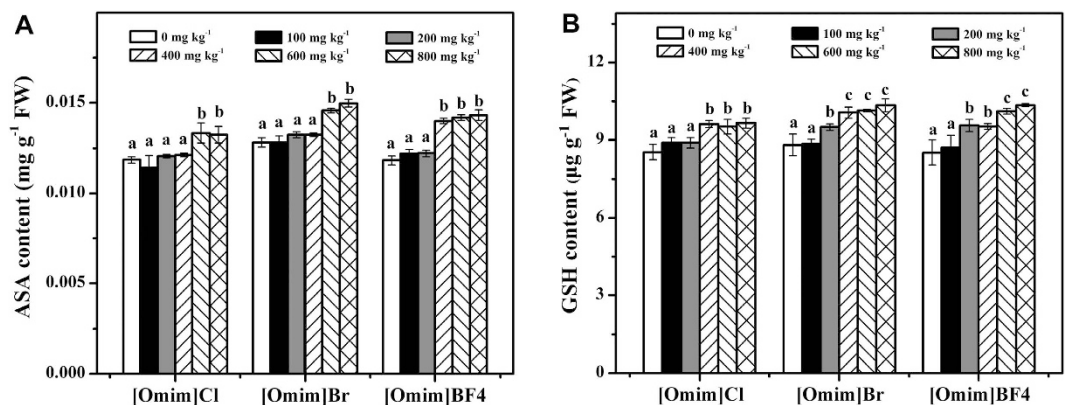 A
0 mg kg⁻¹ 100 mg kg⁻¹ 200 mg kg⁻¹
400 mg kg⁻¹ 600 mg kg⁻¹ 800 mg kg⁻¹
ASA content (mg g⁻¹ FW)
0.015
0.010
0.005
0.000
a a a a b b
a a a a b b
a a a b b b
[Omim]Cl [Omim]Br [Omim]BF4
B
0 mg kg⁻¹ 100 mg kg⁻¹ 200 mg kg⁻¹
400 mg kg⁻¹ 600 mg kg⁻¹ 800 mg kg⁻¹
GSH content (μg g⁻¹ FW)
12
9
6
3
0
a a a b b b
a a b c c c
a a b b c c
[Omim]Cl [Omim]Br [Omim]BF4